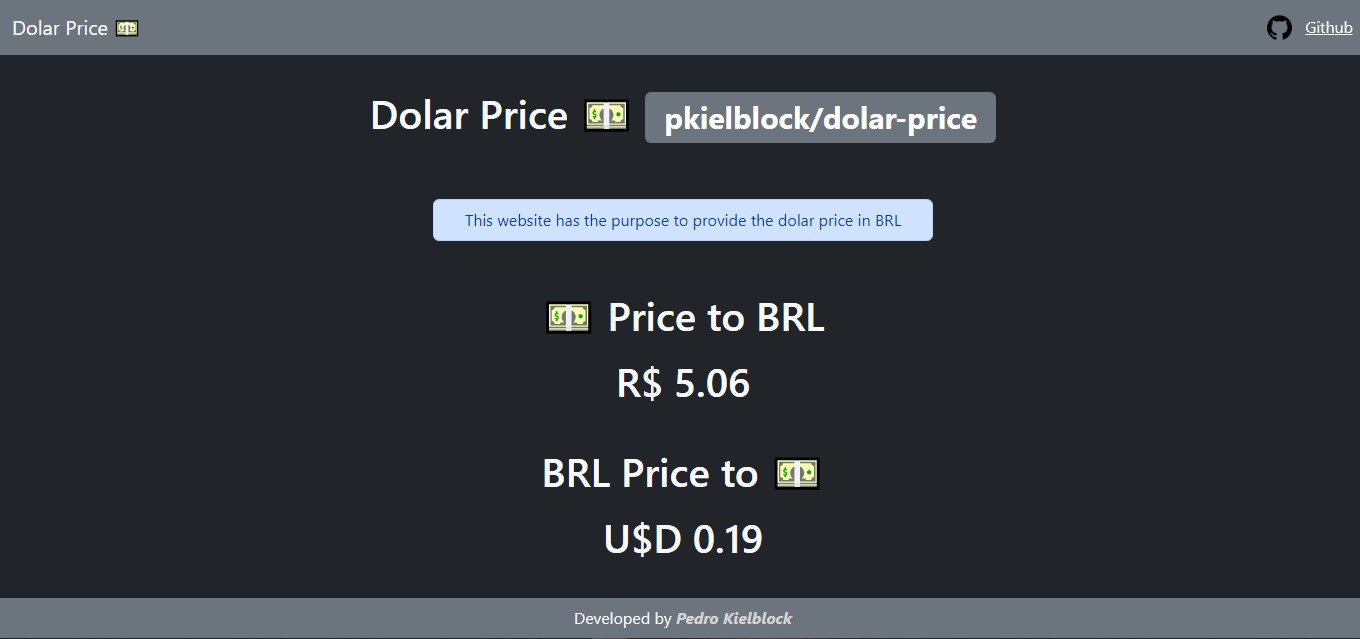 Dolar Price 💵 Github
Dolar Price 💵 pkielblock/dolar-price
This website has the purpose to provide the dolar price in BRL
💵 Price to BRL
R$ 5.06
BRL Price to 💵
U$D 0.19
Developed by Pedro Kielblock